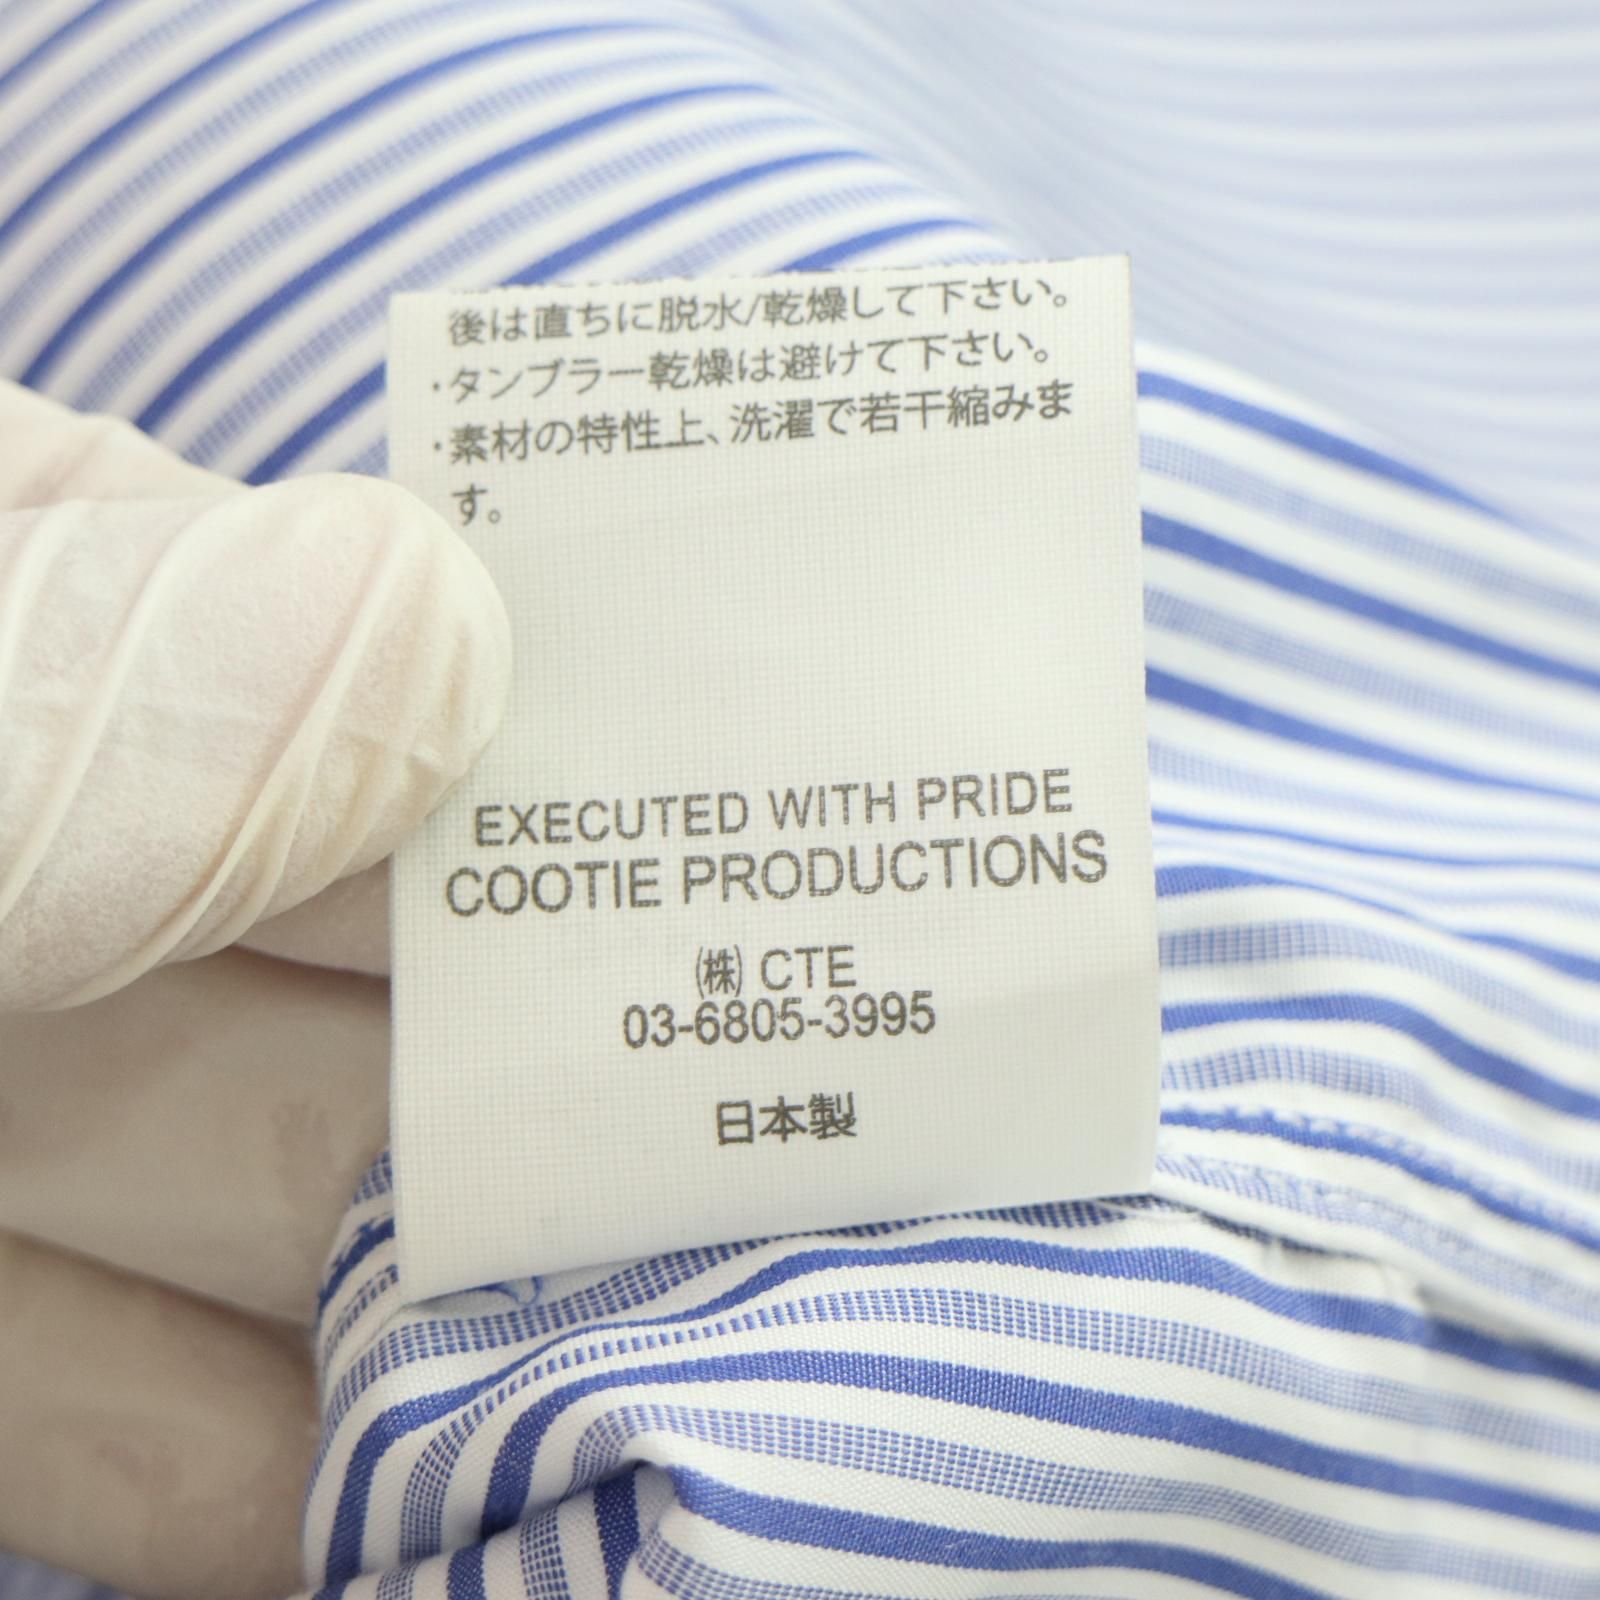 後は直ちに脱水/乾燥して下さい。
・タンブラー乾燥は避けて下さい。
・素材の特性上、洗濯で若干縮みま
す。
EXECUTED WITH PRIDE
COOTIE PRODUCTIONS
㈱ CTE
03-6805-3995
日本製